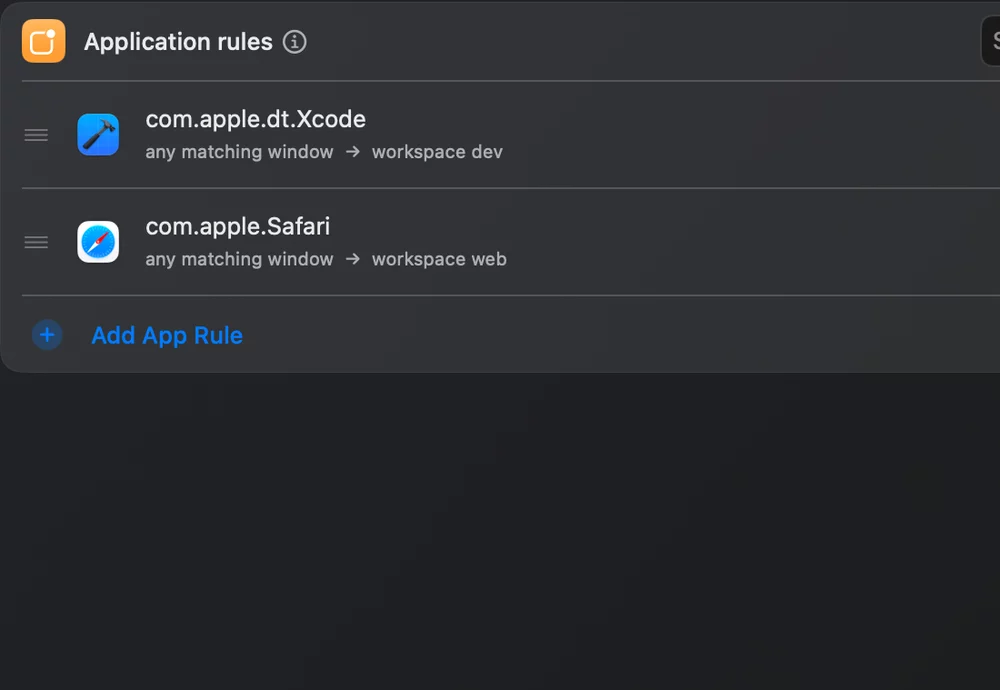 Application rules
com.apple.dt.Xcode
any matching window → workspace dev
com.apple.Safari
any matching window → workspace web
Add App Rule